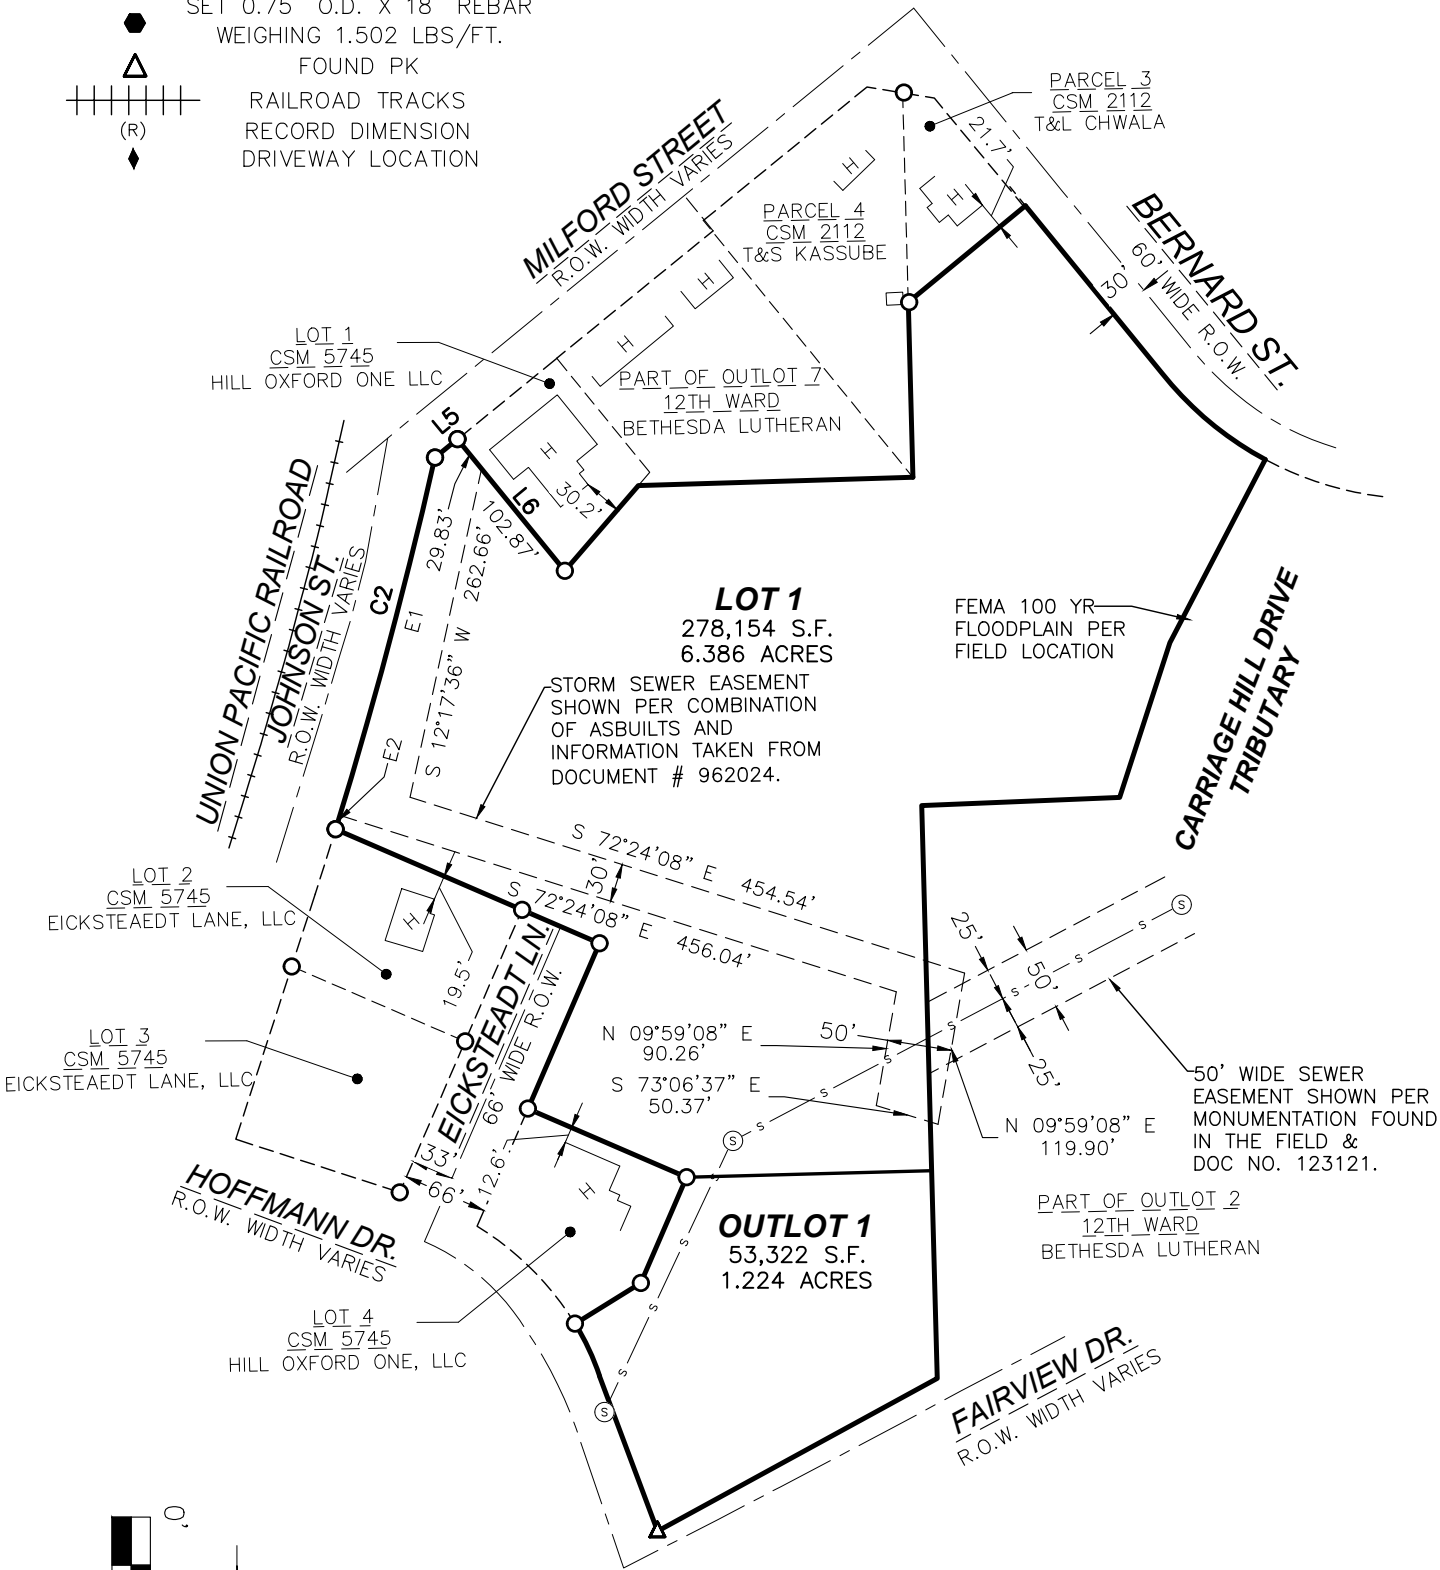 SET 0.75" O.D. X 18" REBAR
WEIGHING 1.502 LBS/FT.
FOUND PK
RAILROAD TRACKS
(R)
RECORD DIMENSION
DRIVEWAY LOCATION
MILFORD STREET
R.O.W. WIDTH VARIES
PARCEL 3
CSM 2112
T&L CHWALA
21.7'
H
H
PARCEL 4
CSM 2112
T&S KASSUBE
BERNARD ST.
60' WIDE R.O.W.
30'
LOT 1
CSM 5745
HILL OXFORD ONE LLC
H
H
PART OF OUTLOT 7
12TH WARD
BETHESDA LUTHERAN
L5
H
30.2'
L6
102.87'
29.83'
262.66'
S 12°17'36" W
C2
E1
E2
UNION PACIFIC RAILROAD
JOHNSON ST.
R.O.W. WIDTH VARIES
LOT 1
278,154 S.F.
6.386 ACRES
FEMA 100 YR
FLOODPLAIN PER
FIELD LOCATION
CARRIAGE HILL DRIVE
TRIBUTARY
STORM SEWER EASEMENT
SHOWN PER COMBINATION
OF ASBUILTS AND
INFORMATION TAKEN FROM
DOCUMENT # 962024.
S 72°24'08" E 454.54'
30'
S 72°24'08" E 456.04'
LOT 2
CSM 5745
EICKSTEAEDT LANE, LLC
H
19.5'
EICKSTEADT LN.
66' WIDE R.O.W.
25'
50'
25'
S
s
s
s
LOT 3
CSM 5745
EICKSTEAEDT LANE, LLC
N 09°59'08" E
90.26'
50'
S 73°06'37" E
50.37'
s
s
S
N 09°59'08" E
119.90'
50' WIDE SEWER
EASEMENT SHOWN PER
MONUMENTATION FOUND
IN THE FIELD &
DOC NO. 123121.
33'
66'
12.6'
H
HOFFMANN DR.
R.O.W. WIDTH VARIES
OUTLOT 1
53,322 S.F.
1.224 ACRES
PART OF OUTLOT 2
12TH WARD
BETHESDA LUTHERAN
s
s
s
S
LOT 4
CSM 5745
HILL OXFORD ONE, LLC
FAIRVIEW DR.
R.O.W. WIDTH VARIES
0'